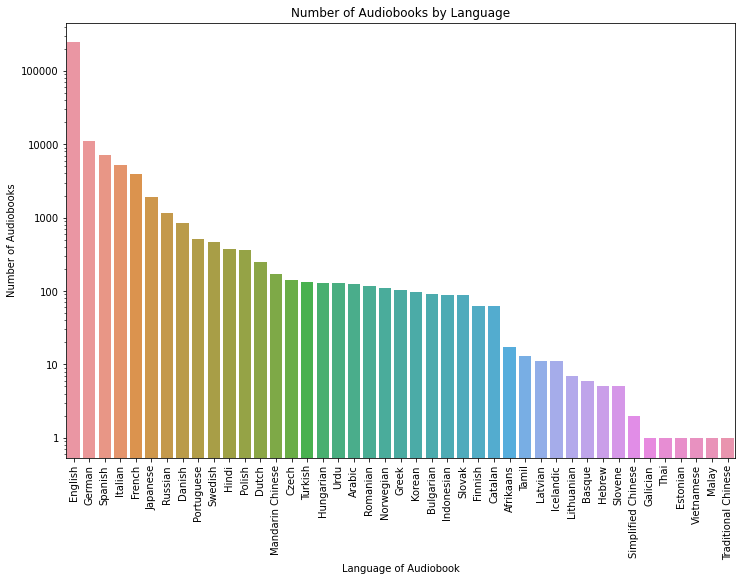 Number of Audiobooks by Language
Number of Audiobooks
100000
10000
1000
100
10
1
English
German
Spanish
Italian
French
Japanese
Russian
Danish
Portuguese
Swedish
Hindi
Polish
Dutch
Mandarin Chinese
Czech
Turkish
Hungarian
Urdu
Arabic
Romanian
Norwegian
Greek
Korean
Bulgarian
Indonesian
Slovak
Finnish
Catalan
Afrikaans
Tamil
Latvian
Icelandic
Lithuanian
Basque
Hebrew
Slovene
Simplified Chinese
Galician
Thai
Estonian
Vietnamese
Malay
Traditional Chinese
Language of Audiobook